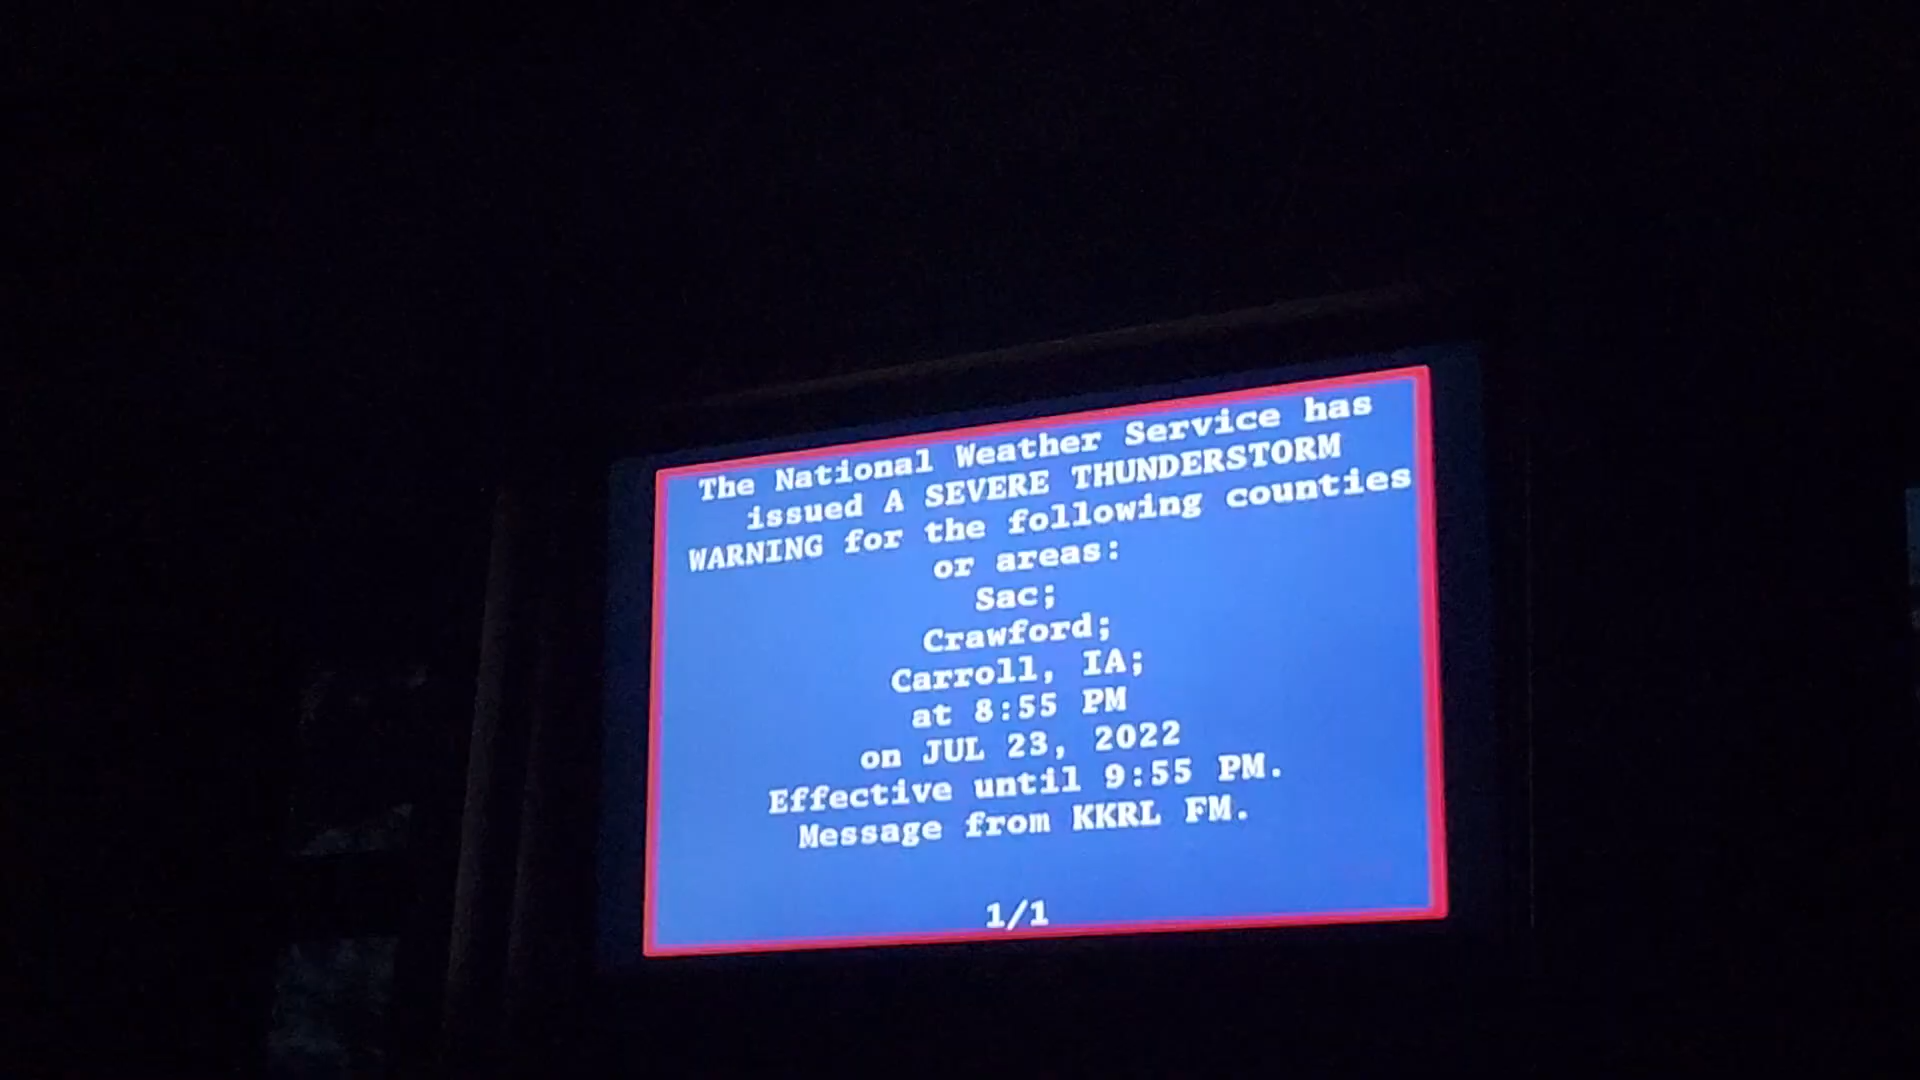 The National Weather Service has
issued A SEVERE THUNDERSTORM
WARNING for the following counties
or areas:
Sac;
Crawford;
Carroll, IA;
at 8:55 PM
on JUL 23, 2022
Effective until 9:55 PM.
Message from KKRL FM.
1/1